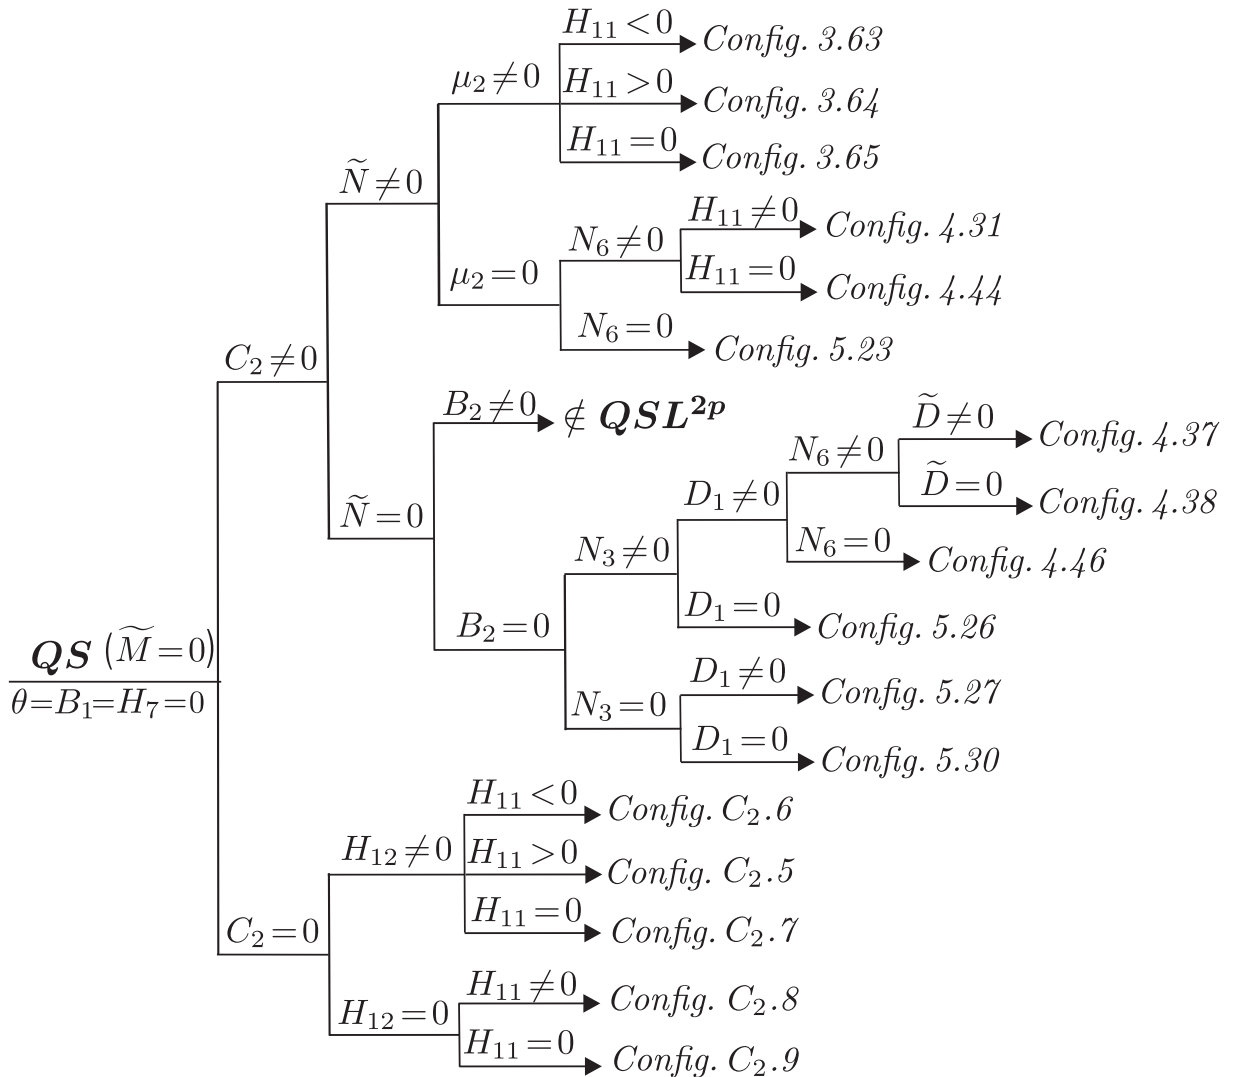 H₁₁ < 0
Config. 3.63
μ₂ ≠ 0
H₁₁ > 0
Config. 3.64
H₁₁ = 0
Config. 3.65
Ñ ≠ 0
H₁₁ ≠ 0
Config. 4.31
N₆ ≠ 0
H₁₁ = 0
Config. 4.44
μ₂ = 0
N₆ = 0
Config. 5.23
C₂ ≠ 0
B₂ ≠ 0
∉ QSL²ᵖ
D̃ ≠ 0
Config. 4.37
N₆ ≠ 0
D̃ = 0
Config. 4.38
D₁ ≠ 0
N₆ = 0
Config. 4.46
Ñ = 0
N₃ ≠ 0
D₁ = 0
Config. 5.26
B₂ = 0
D₁ ≠ 0
Config. 5.27
N₃ = 0
D₁ = 0
Config. 5.30
QS (M̃ = 0)
θ = B₁ = H₇ = 0
H₁₁ < 0
Config. C₂.6
H₁₂ ≠ 0
H₁₁ > 0
Config. C₂.5
H₁₁ = 0
Config. C₂.7
C₂ = 0
H₁₁ ≠ 0
Config. C₂.8
H₁₂ = 0
H₁₁ = 0
Config. C₂.9